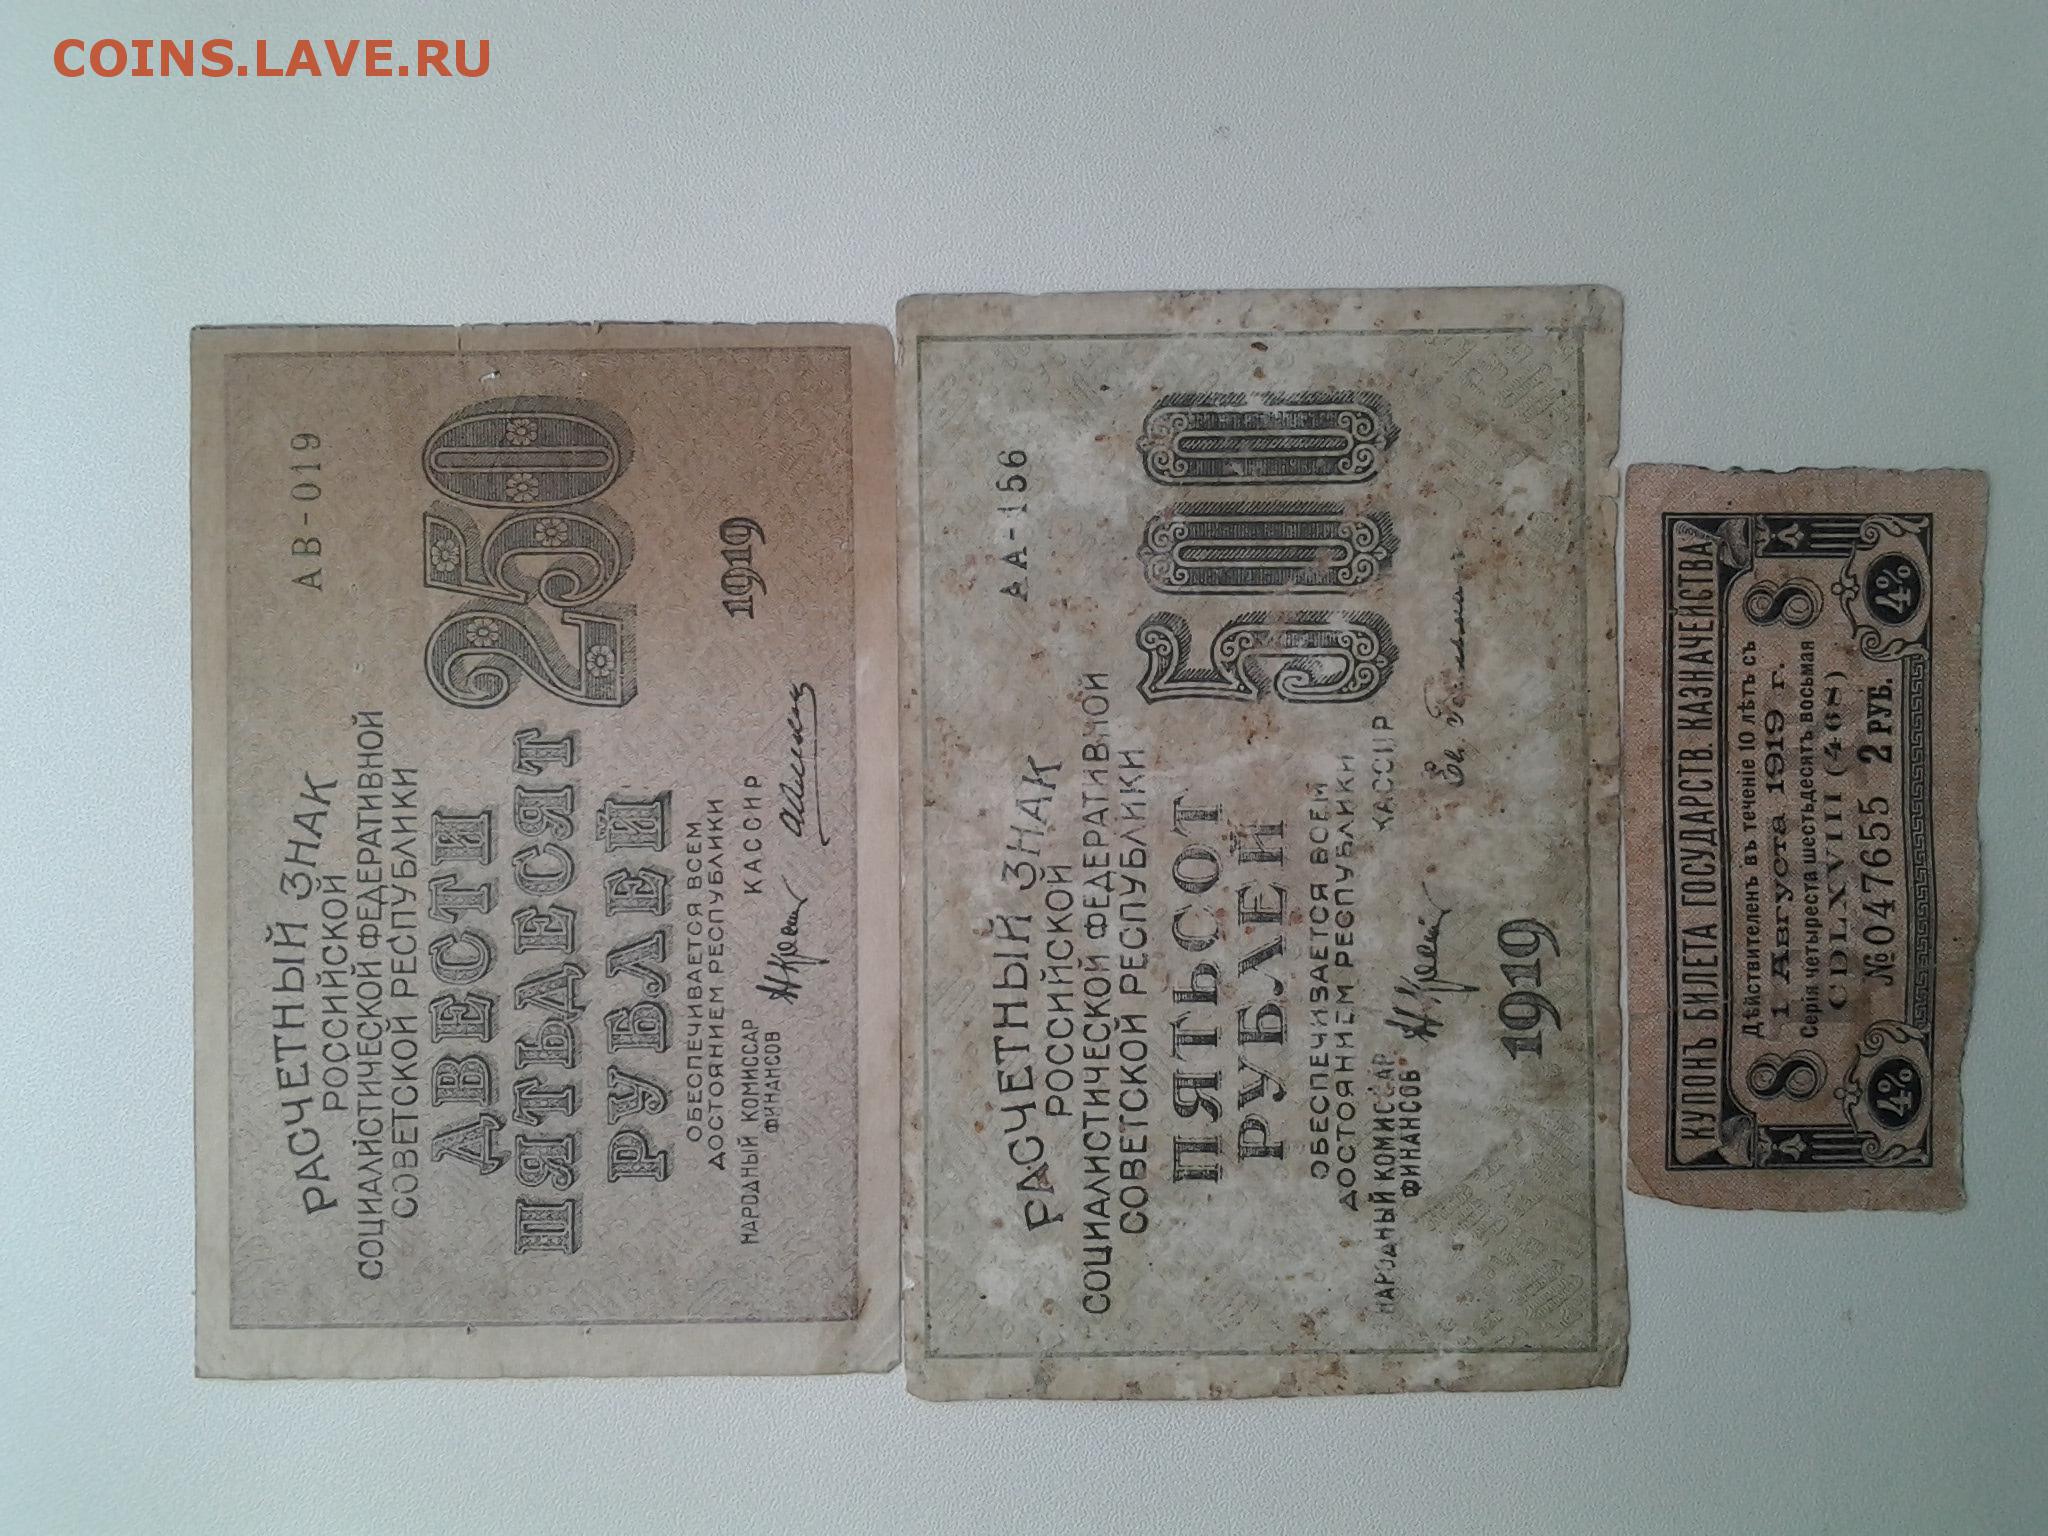 COINS.LAVE.RU
АВ-019
РАСЧЕТНЫЙ ЗНАК
РОССИЙСКОЙ
СОЦИАЛИСТИЧЕСКОЙ ФЕДЕРАТИВНОЙ
СОВЕТСКОЙ РЕСПУБЛИКИ
ДВЕСТИ
ПЯТЬДЕСЯТ
РУБЛЕЙ
250
ОБЕСПЕЧИВАЕТСЯ ВСЕМ
ДОСТОЯНИЕМ РЕСПУБЛИКИ
1919
НАРОДНЫЙ КОМИССАР
ФИНАНСОВ
КАССИР
АА-156
РАСЧЕТНЫЙ ЗНАК
РОССИЙСКОЙ
СОЦИАЛИСТИЧЕСКОЙ ФЕДЕРАТИВНОЙ
СОВЕТСКОЙ РЕСПУБЛИКИ
ПЯТЬСОТ
РУБЛЕЙ
500
ОБЕСПЕЧИВАЕТСЯ ВСЕМ
ДОСТОЯНИЕМ РЕСПУБЛИКИ
НАРОДНЫЙ КОМИССАР
ФИНАНСОВ
КАССИР
1919
КУПОНЪ БИЛЕТА ГОСУДАРСТВ. КАЗНАЧЕЙСТВА
Дѣйствителенъ въ теченіе 10 лѣтъ съ
8 1 Августа 1919 г. 8
Серія четыреста шестьдесятъ восьмая
CDLXVIII (468)
4% №047655 2 РУБ. 4%